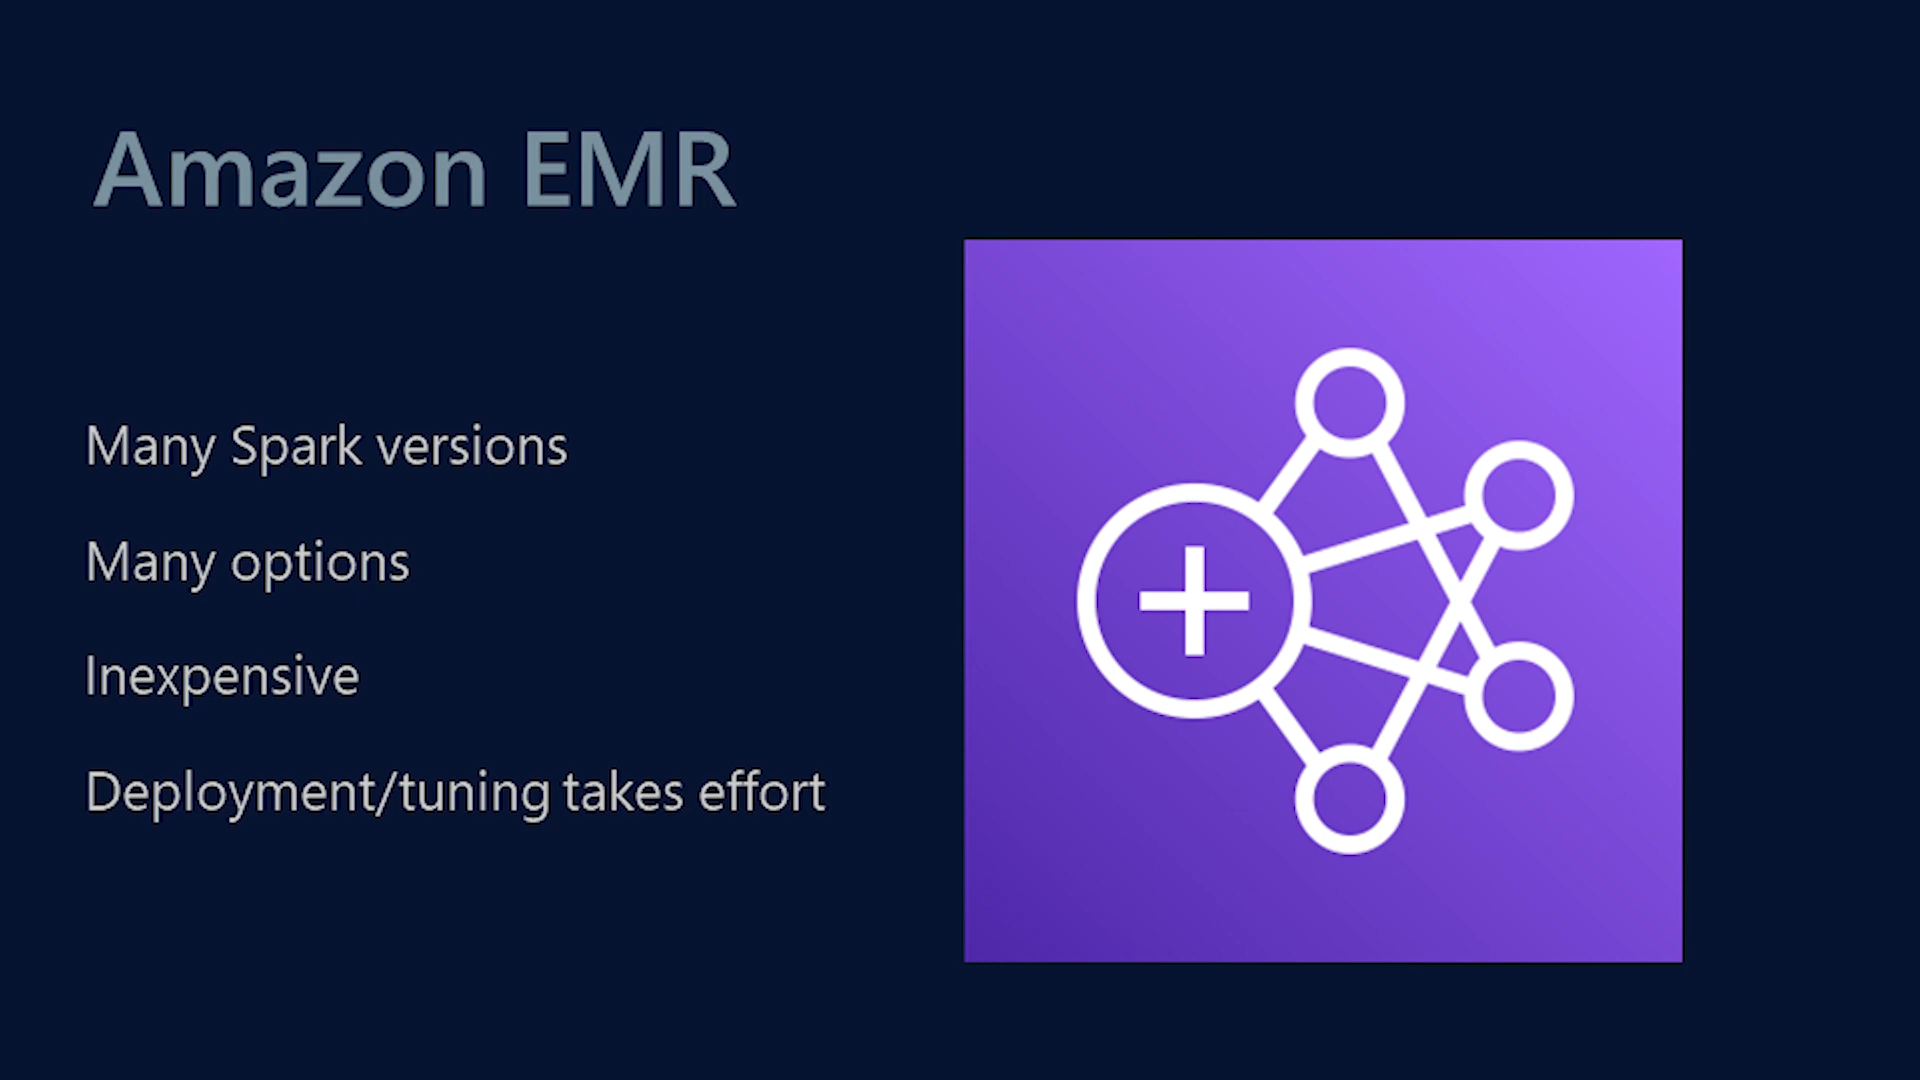 Amazon EMR
Many Spark versions
Many options
Inexpensive
Deployment/tuning takes effort